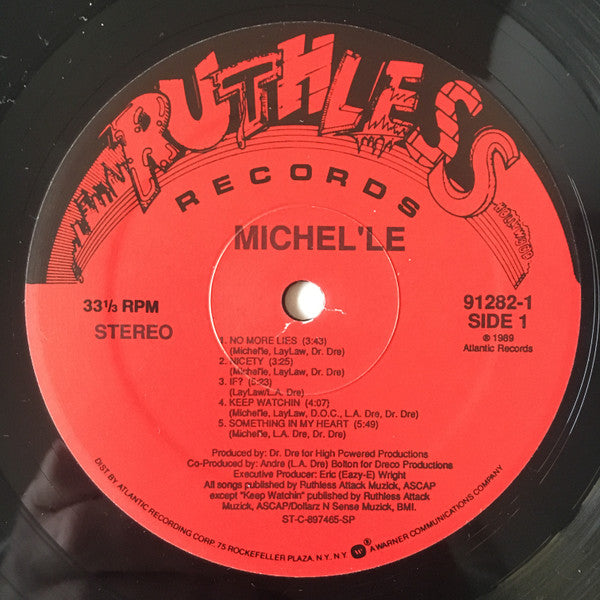 RUTHLESS
RECORDS
HOLLYWOOD
MICHEL'LE
33⅓ RPM
STEREO
91282-1
SIDE 1
℗ 1989
Atlantic Records
1. NO MORE LIES (3:43)
(Michel'le, LayLaw, Dr. Dre)
2. NICETY (3:25)
(Michel'le, LayLaw, Dr. Dre)
3. IF? (5:23)
(LayLaw/L.A. Dre)
4. KEEP WATCHIN (4:07)
(Michel'le, LayLaw, D.O.C., L.A. Dre, Dr. Dre)
5. SOMETHING IN MY HEART (5:49)
(Michel'le, L.A. Dre, Dr. Dre)
Produced by: Dr. Dre for High Powered Productions
Co-Produced by: Andre (L.A. Dre) Bolton for Dreco Productions
Executive Producer: Eric (Eazy-E) Wright
All songs published by Ruthless Attack Muzick, ASCAP
except "Keep Watchin" published by Ruthless Attack
Muzick, ASCAP/Dollarz N Sense Muzick, BMI.
ST-C-897465-SP
DIST. BY ATLANTIC RECORDING CORP. 75 ROCKEFELLER PLAZA, N.Y. N.Y. A WARNER COMMUNICATIONS COMPANY